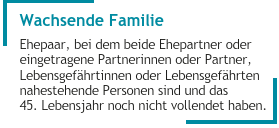 Wachsende Familie
Ehepaar, bei dem beide Ehepartner oder
eingetragene Partnerinnen oder Partner,
Lebensgefährtinnen oder Lebensgefährten
nahestehende Personen sind und das
45. Lebensjahr noch nicht vollendet haben.